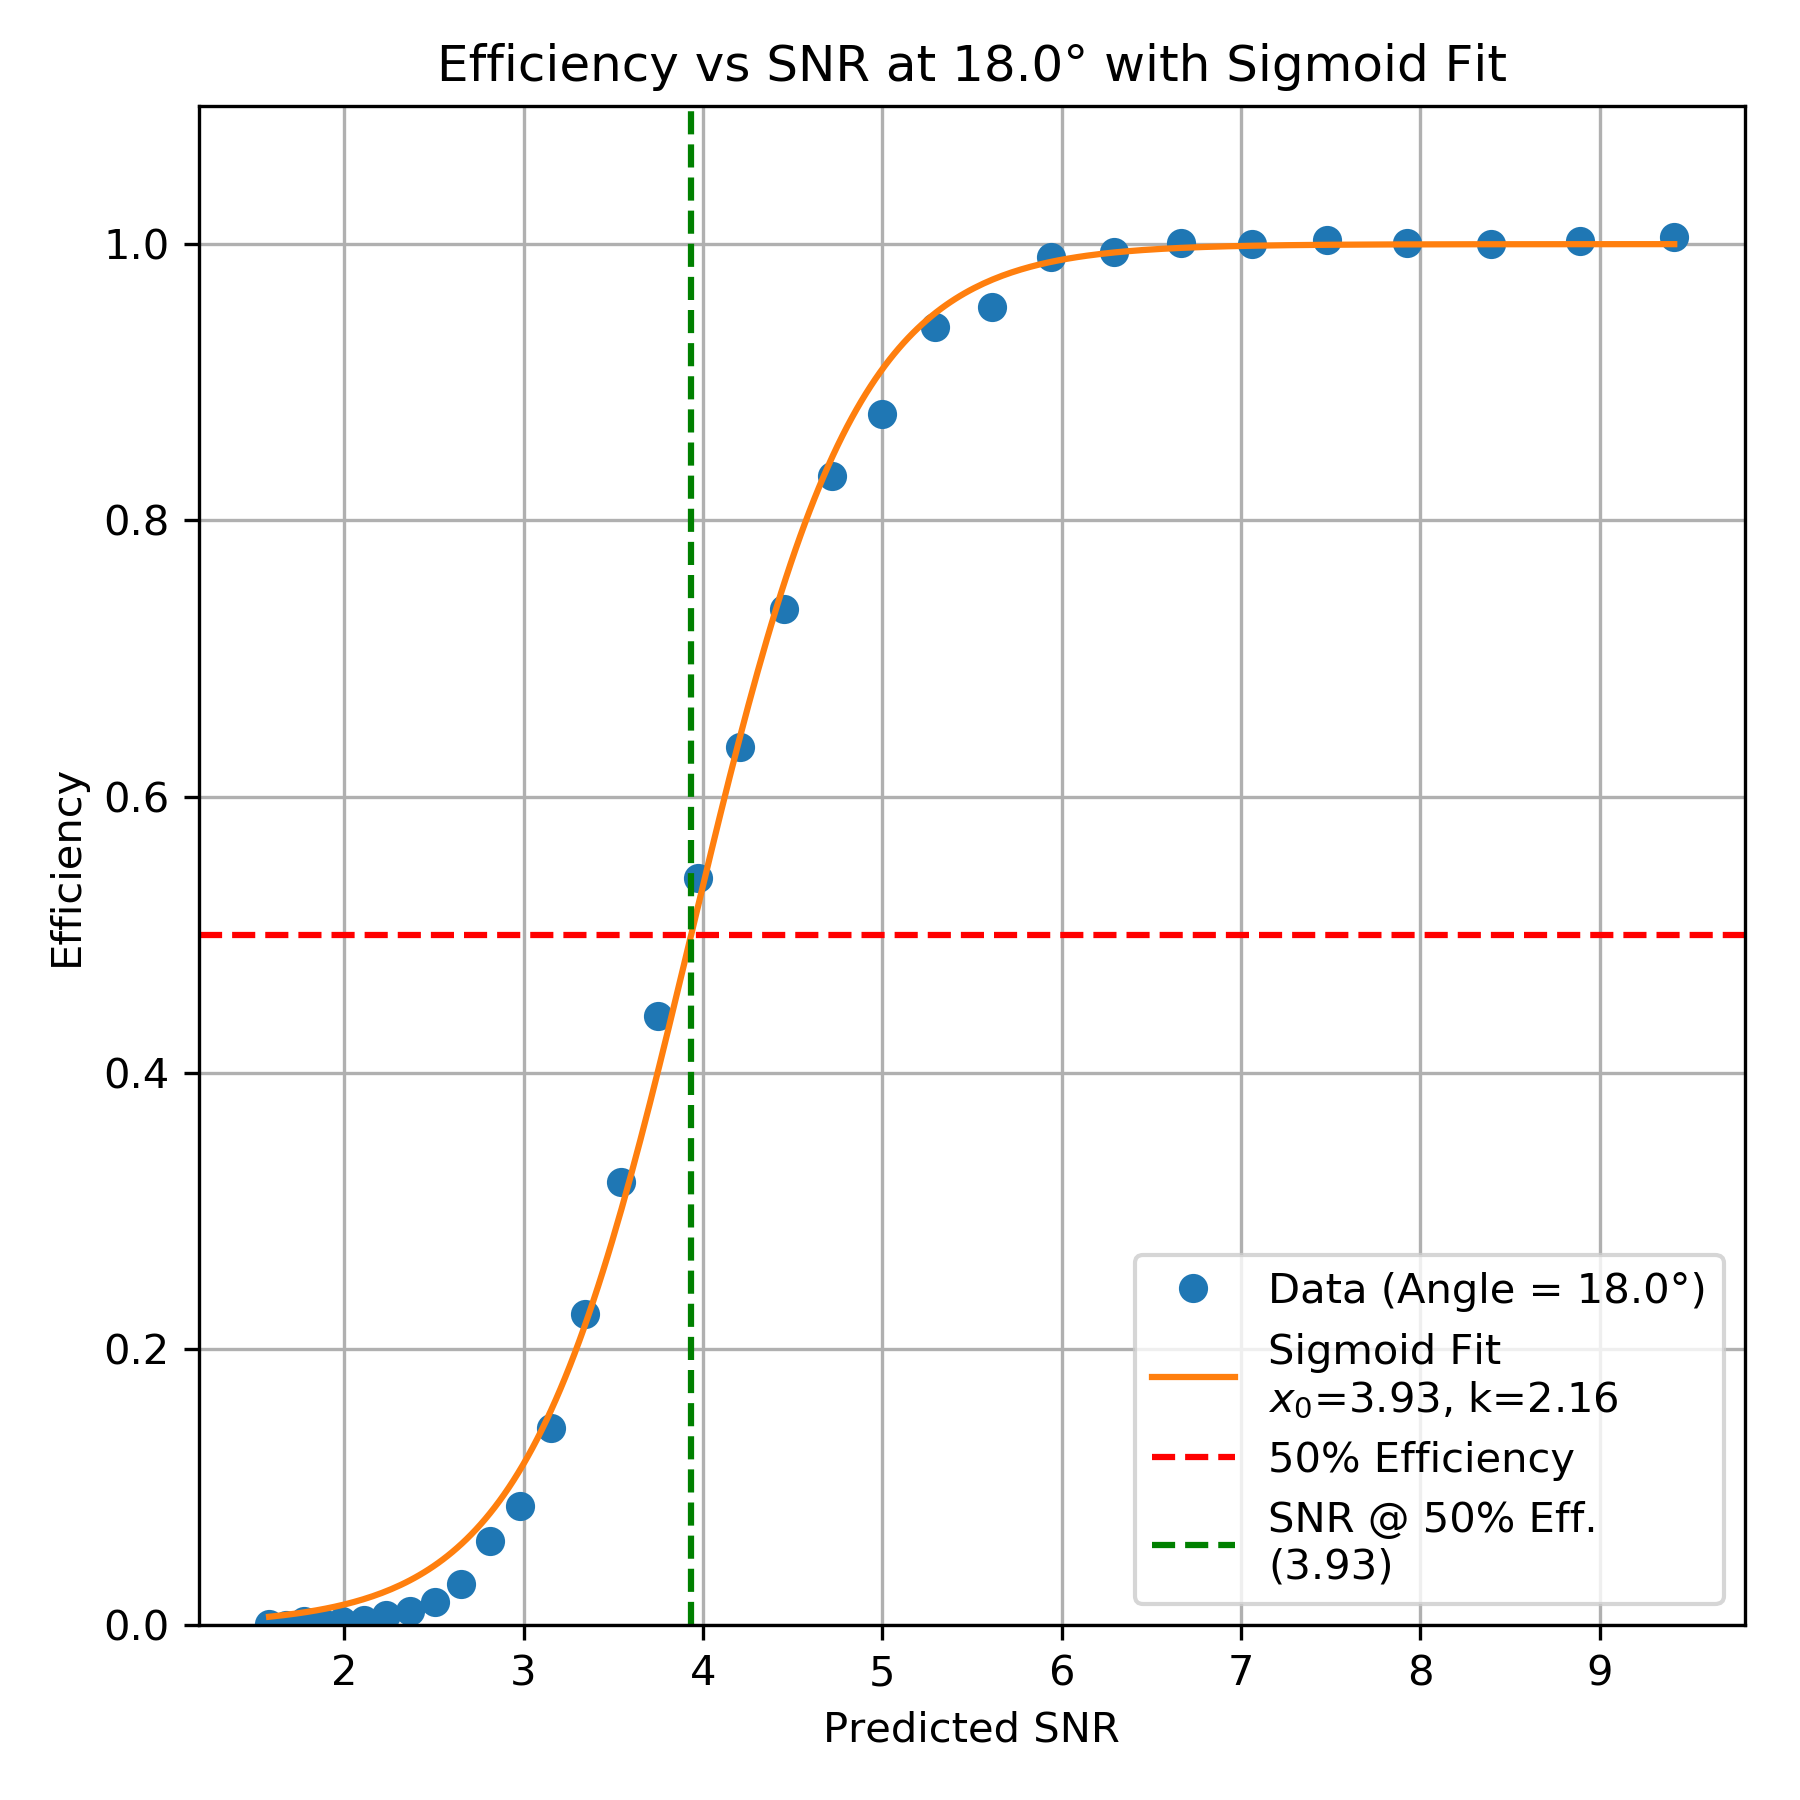 Efficiency vs SNR at 18.0° with Sigmoid Fit
Efficiency
1.0
0.8
0.6
0.4
0.2
0.0
2 3 4 5 6 7 8 9
Predicted SNR
Data (Angle = 18.0°)
Sigmoid Fit
x₀=3.93, k=2.16
50% Efficiency
SNR @ 50% Eff.
(3.93)